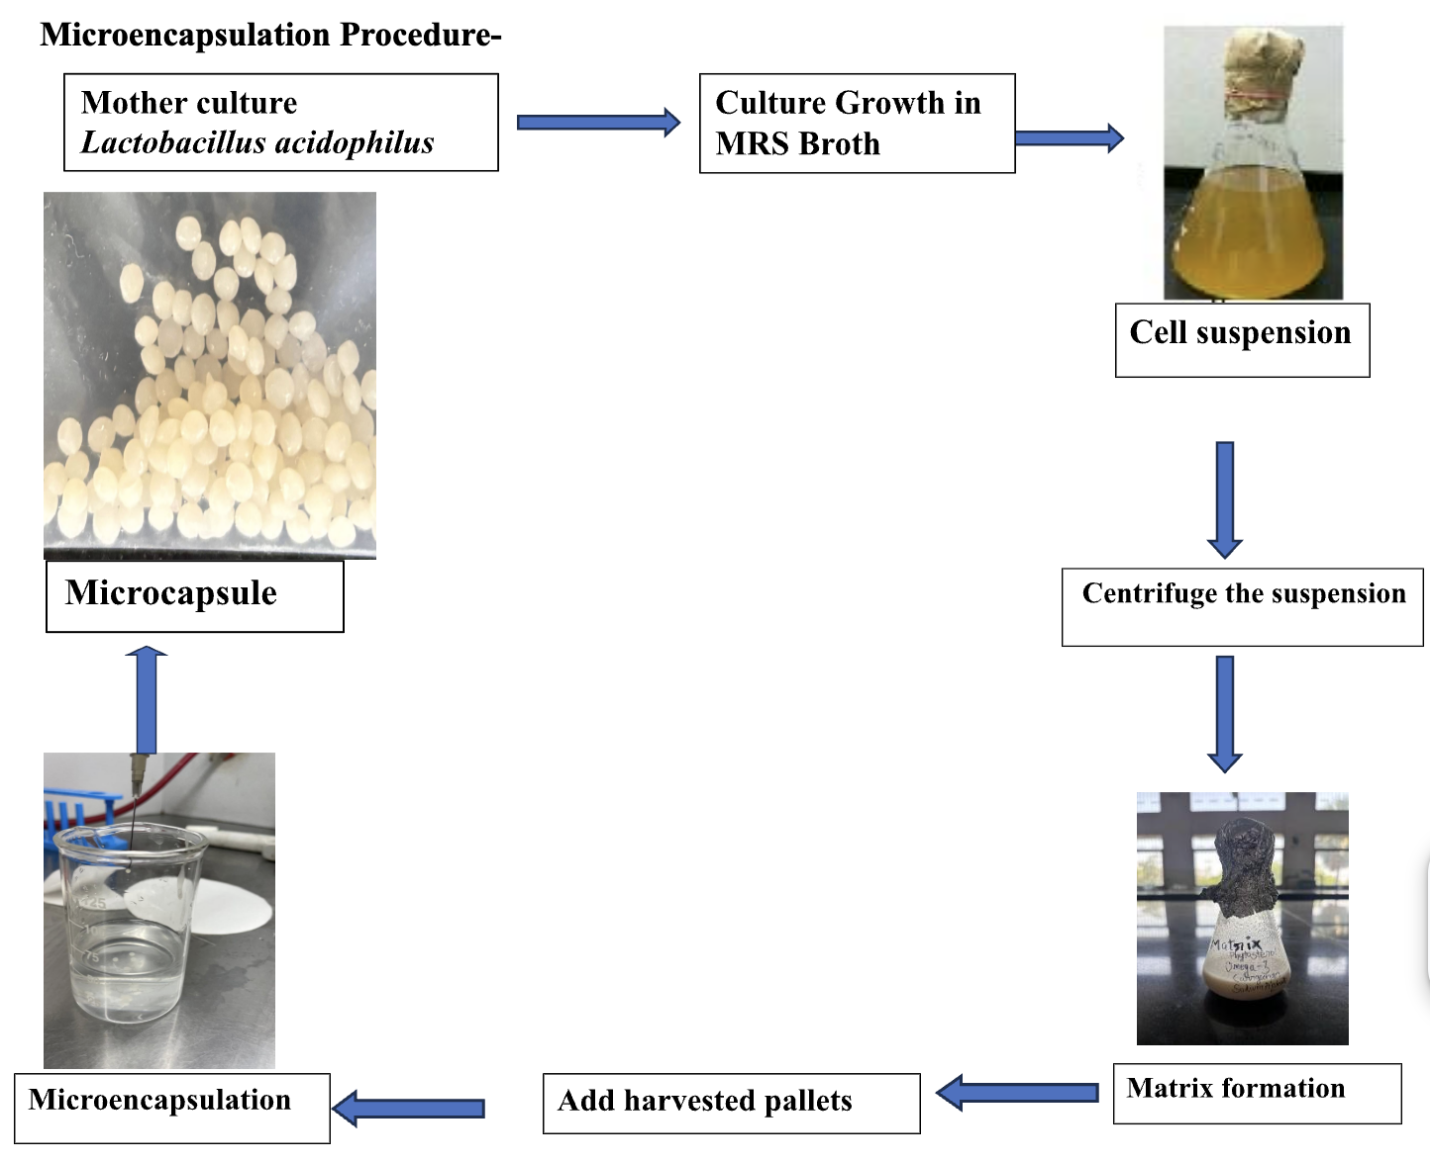 Microencapsulation Procedure-
Mother culture
Lactobacillus acidophilus
Culture Growth in
MRS Broth
Cell suspension
Centrifuge the suspension
Matrix
Omega-3
Matrix formation
Add harvested pallets
Microencapsulation
75
Microcapsule